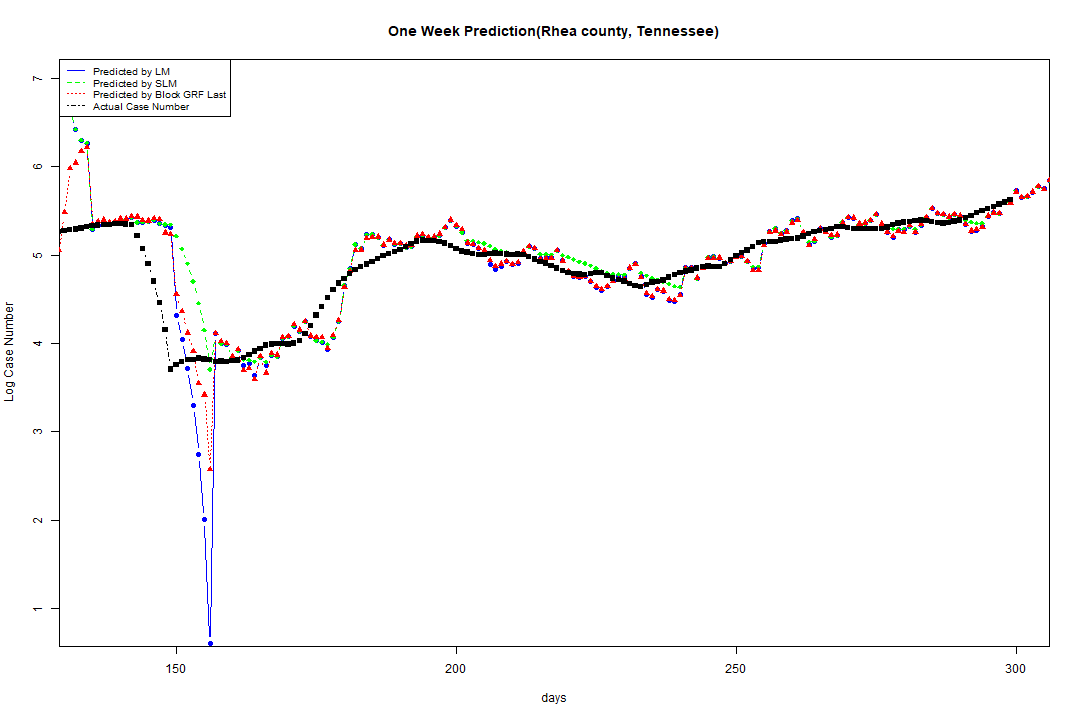 One Week Prediction(Rhea county, Tennessee)
Predicted by LM
Predicted by SLM
Predicted by Block GRF Last
Actual Case Number
7
6
5
4
3
2
1
Log Case Number
150 200 250 300
days